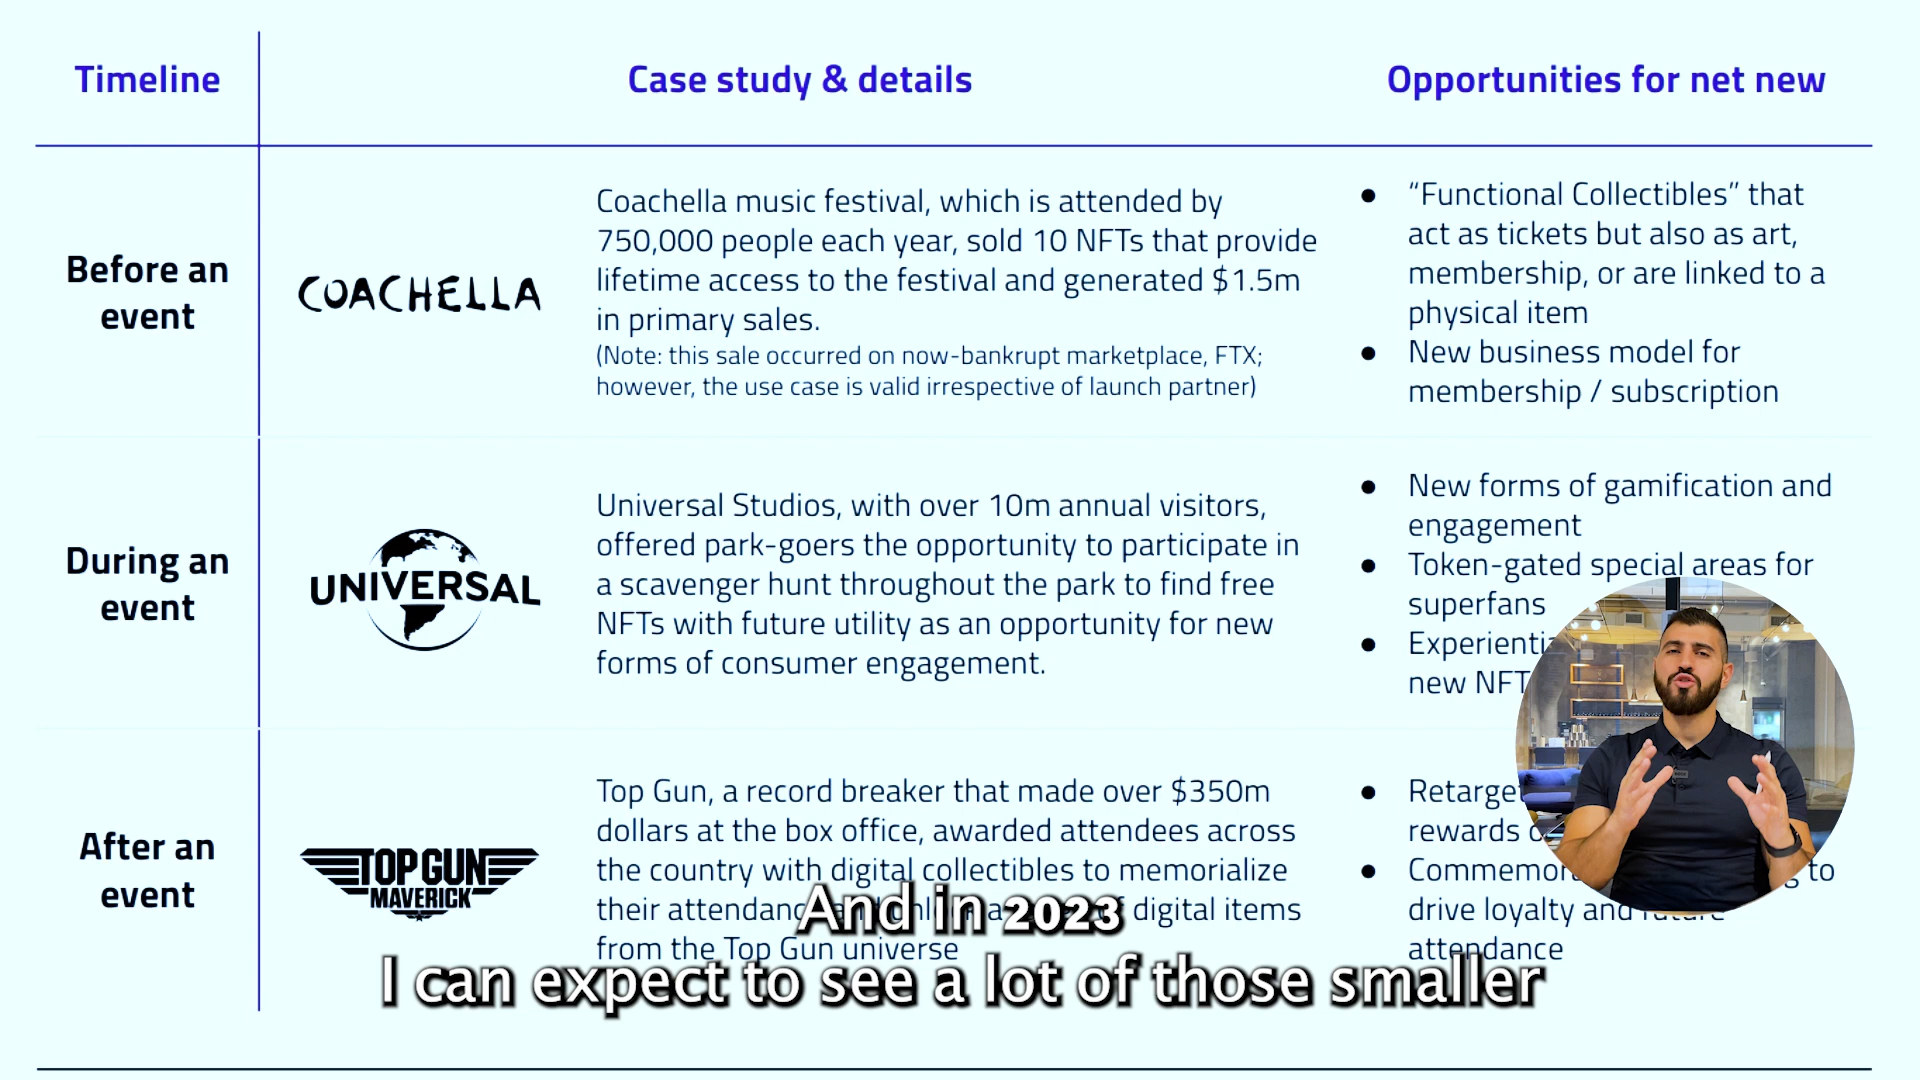 Timeline
Case study & details
Opportunities for net new
Before an
event
COACHELLA
Coachella music festival, which is attended by
750,000 people each year, sold 10 NFTs that provide
lifetime access to the festival and generated $1.5m
in primary sales.
(Note: this sale occurred on now-bankrupt marketplace, FTX;
however, the use case is valid irrespective of launch partner)
● “Functional Collectibles” that
act as tickets but also as art,
membership, or are linked to a
physical item
● New business model for
membership / subscription
During an
event
UNIVERSAL
Universal Studios, with over 10m annual visitors,
offered park-goers the opportunity to participate in
a scavenger hunt throughout the park to find free
NFTs with future utility as an opportunity for new
forms of consumer engagement.
● New forms of gamification and
engagement
● Token-gated special areas for
superfans
●
new
After an
event
TOP GUN
MAVERICK
Top Gun, a record breaker that made over $350m
dollars at the box office, awarded attendees across
the country with digital collectibles to memorialize
their of digital items
from the Top Gun universe
●
rewards
● to
drive loyalty and future
attendance
And in 2023
I can expect to see a lot of those smaller